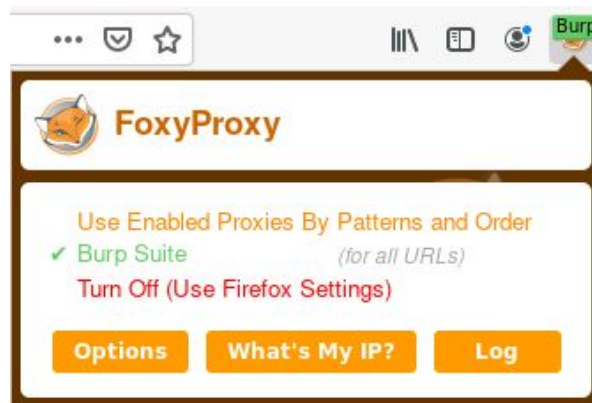 Burp
FoxyProxy
Use Enabled Proxies By Patterns and Order
✔ Burp Suite (for all URLs)
Turn Off (Use Firefox Settings)
Options What's My IP? Log